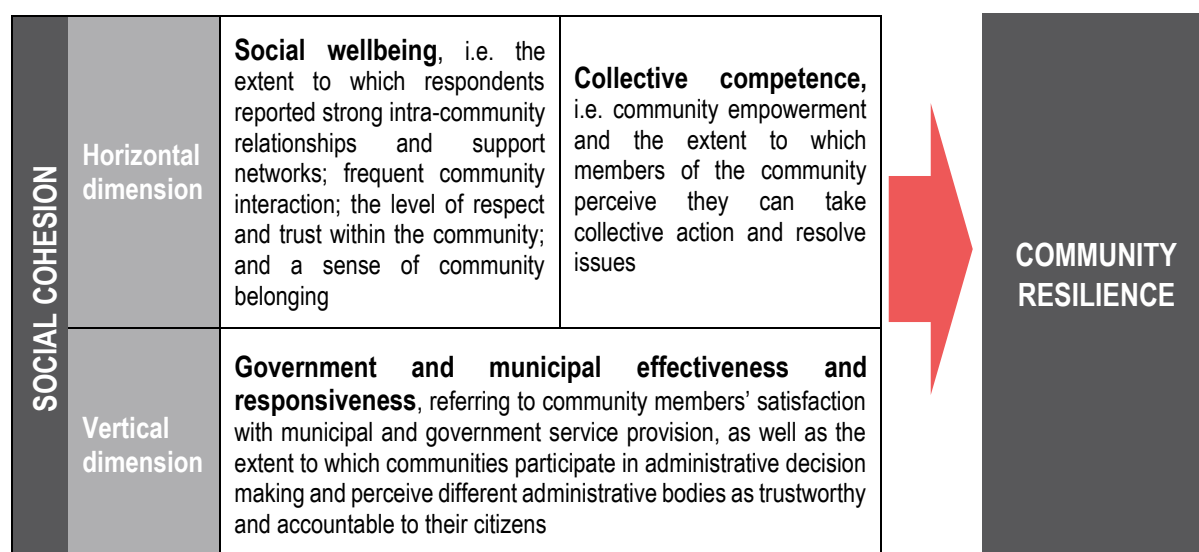 SOCIAL COHESION
Horizontal
dimension
Social wellbeing, i.e. the
extent to which respondents
reported strong intra-community
relationships and support
networks; frequent community
interaction; the level of respect
and trust within the community;
and a sense of community
belonging
Collective competence,
i.e. community empowerment
and the extent to which
members of the community
perceive they can take
collective action and resolve
issues
Vertical
dimension
Government and municipal effectiveness and
responsiveness, referring to community members’ satisfaction
with municipal and government service provision, as well as the
extent to which communities participate in administrative decision
making and perceive different administrative bodies as trustworthy
and accountable to their citizens
COMMUNITY
RESILIENCE